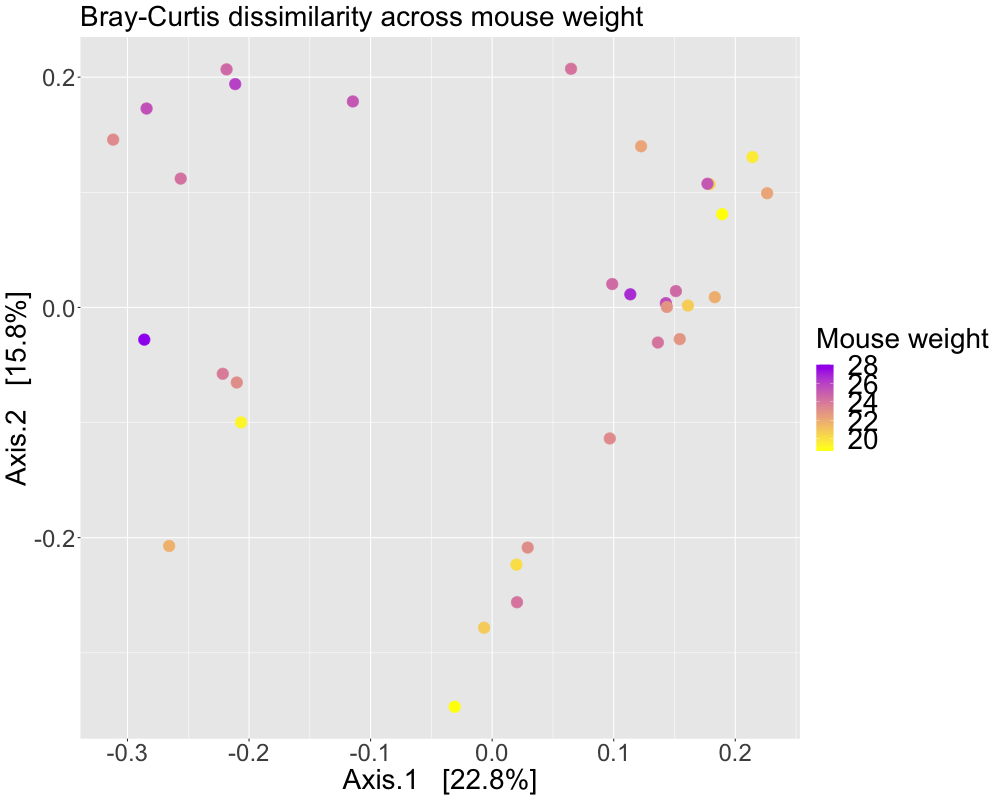 Bray-Curtis dissimilarity across mouse weight
Axis.2 [15.8%]
0.2
0.0
-0.2
-0.3 -0.2 -0.1 0.0 0.1 0.2
Axis.1 [22.8%]
Mouse weight
28
26
24
22
20